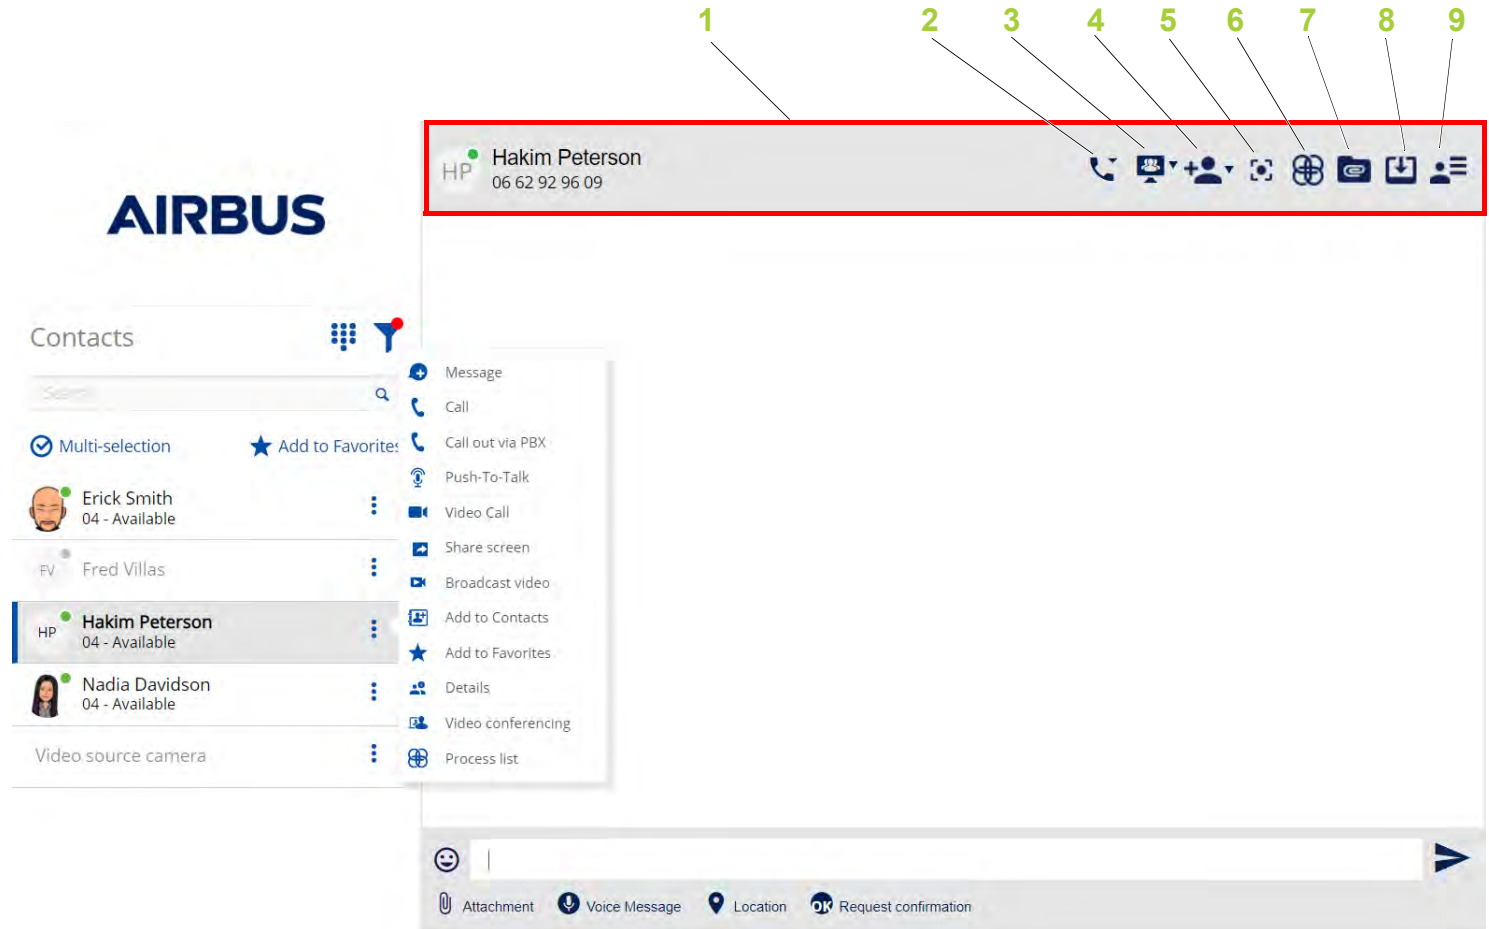 1 2 3 4 5 6 7 8 9
HP
Hakim Peterson
06 62 92 96 09
AIRBUS
Contacts
Search
Multi-selection
Add to Favorites
Erick Smith
04 - Available
FV
Fred Villas
HP
Hakim Peterson
04 - Available
Nadia Davidson
04 - Available
Video source camera
Message
Call
Call out via PBX
Push-To-Talk
Video Call
Share screen
Broadcast video
Add to Contacts
Add to Favorites
Details
Video conferencing
Process list
Attachment
Voice Message
Location
OK
Request confirmation